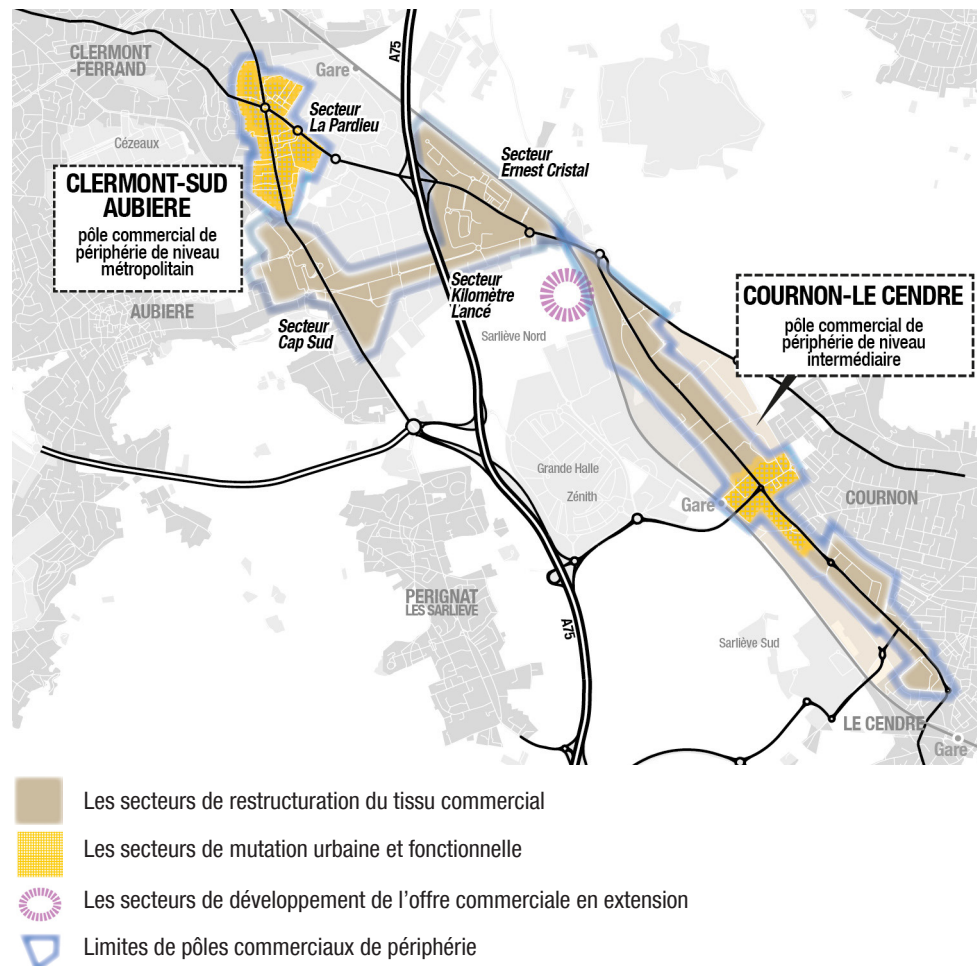 CLERMONT
-FERRAND
Gare
A75
Secteur
La Pardieu
Cézeaux
Secteur
Ernest Cristal
CLERMONT-SUD
AUBIERE
pôle commercial de
périphérie de niveau
métropolitain
AUBIERE
Secteur
Kilomètre
Lancé
Secteur
Cap Sud
Sarliève Nord
COURNON-LE CENDRE
pôle commercial de
périphérie de niveau
intermédiaire
Grande Halle
Zénith
Gare
COURNON
PERIGNAT
LES SARLIEVE
A75
Sarliève Sud
LE CENDRE
Gare
Les secteurs de restructuration du tissu commercial
Les secteurs de mutation urbaine et fonctionnelle
Les secteurs de développement de l'offre commerciale en extension
Limites de pôles commerciaux de périphérie